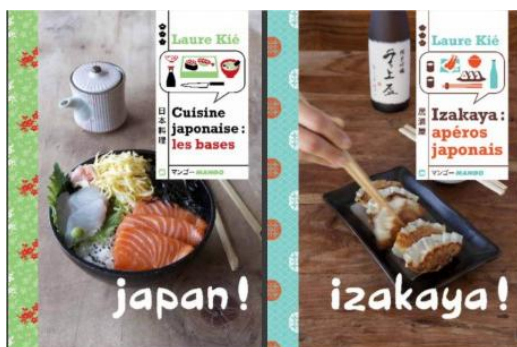 Laure Kié
日本料理
Cuisine
japonaise :
les bases
マンゴー MANGO
japan !
Laure Kié
居酒屋
Izakaya :
apéros
japonais
マンゴー MANGO
izakaya !